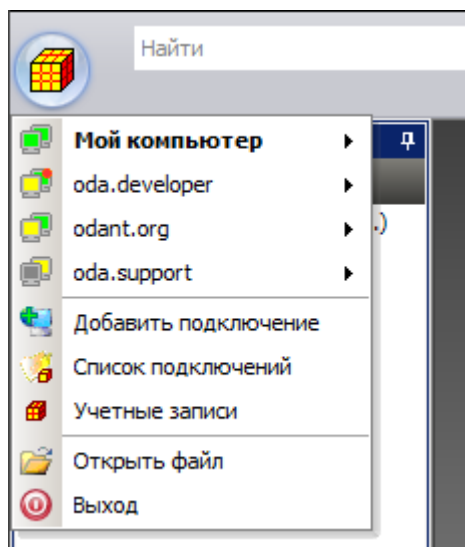 Найти
Мой компьютер
oda.developer
.)
odant.org
oda.support
Добавить подключение
Список подключений
Учетные записи
Открыть файл
Выход